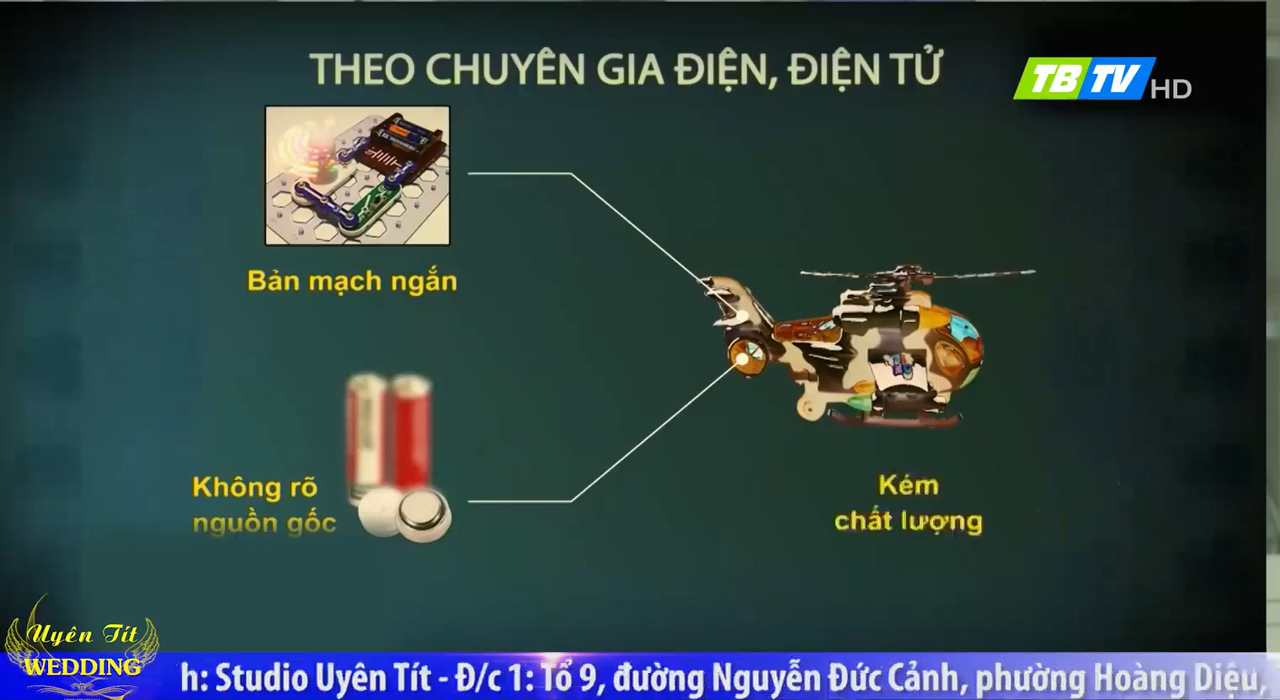 THEO CHUYÊN GIA ĐIỆN, ĐIỆN TỬ
TBTV HD
Bản mạch ngắn
Không rõ
nguồn gốc
Kém
chất lượng
Uyên Tít
WEDDING
h: Studio Uyên Tít - Đ/c 1: Tổ 9, đường Nguyễn Đức Cảnh, phường Hoàng Diệu,